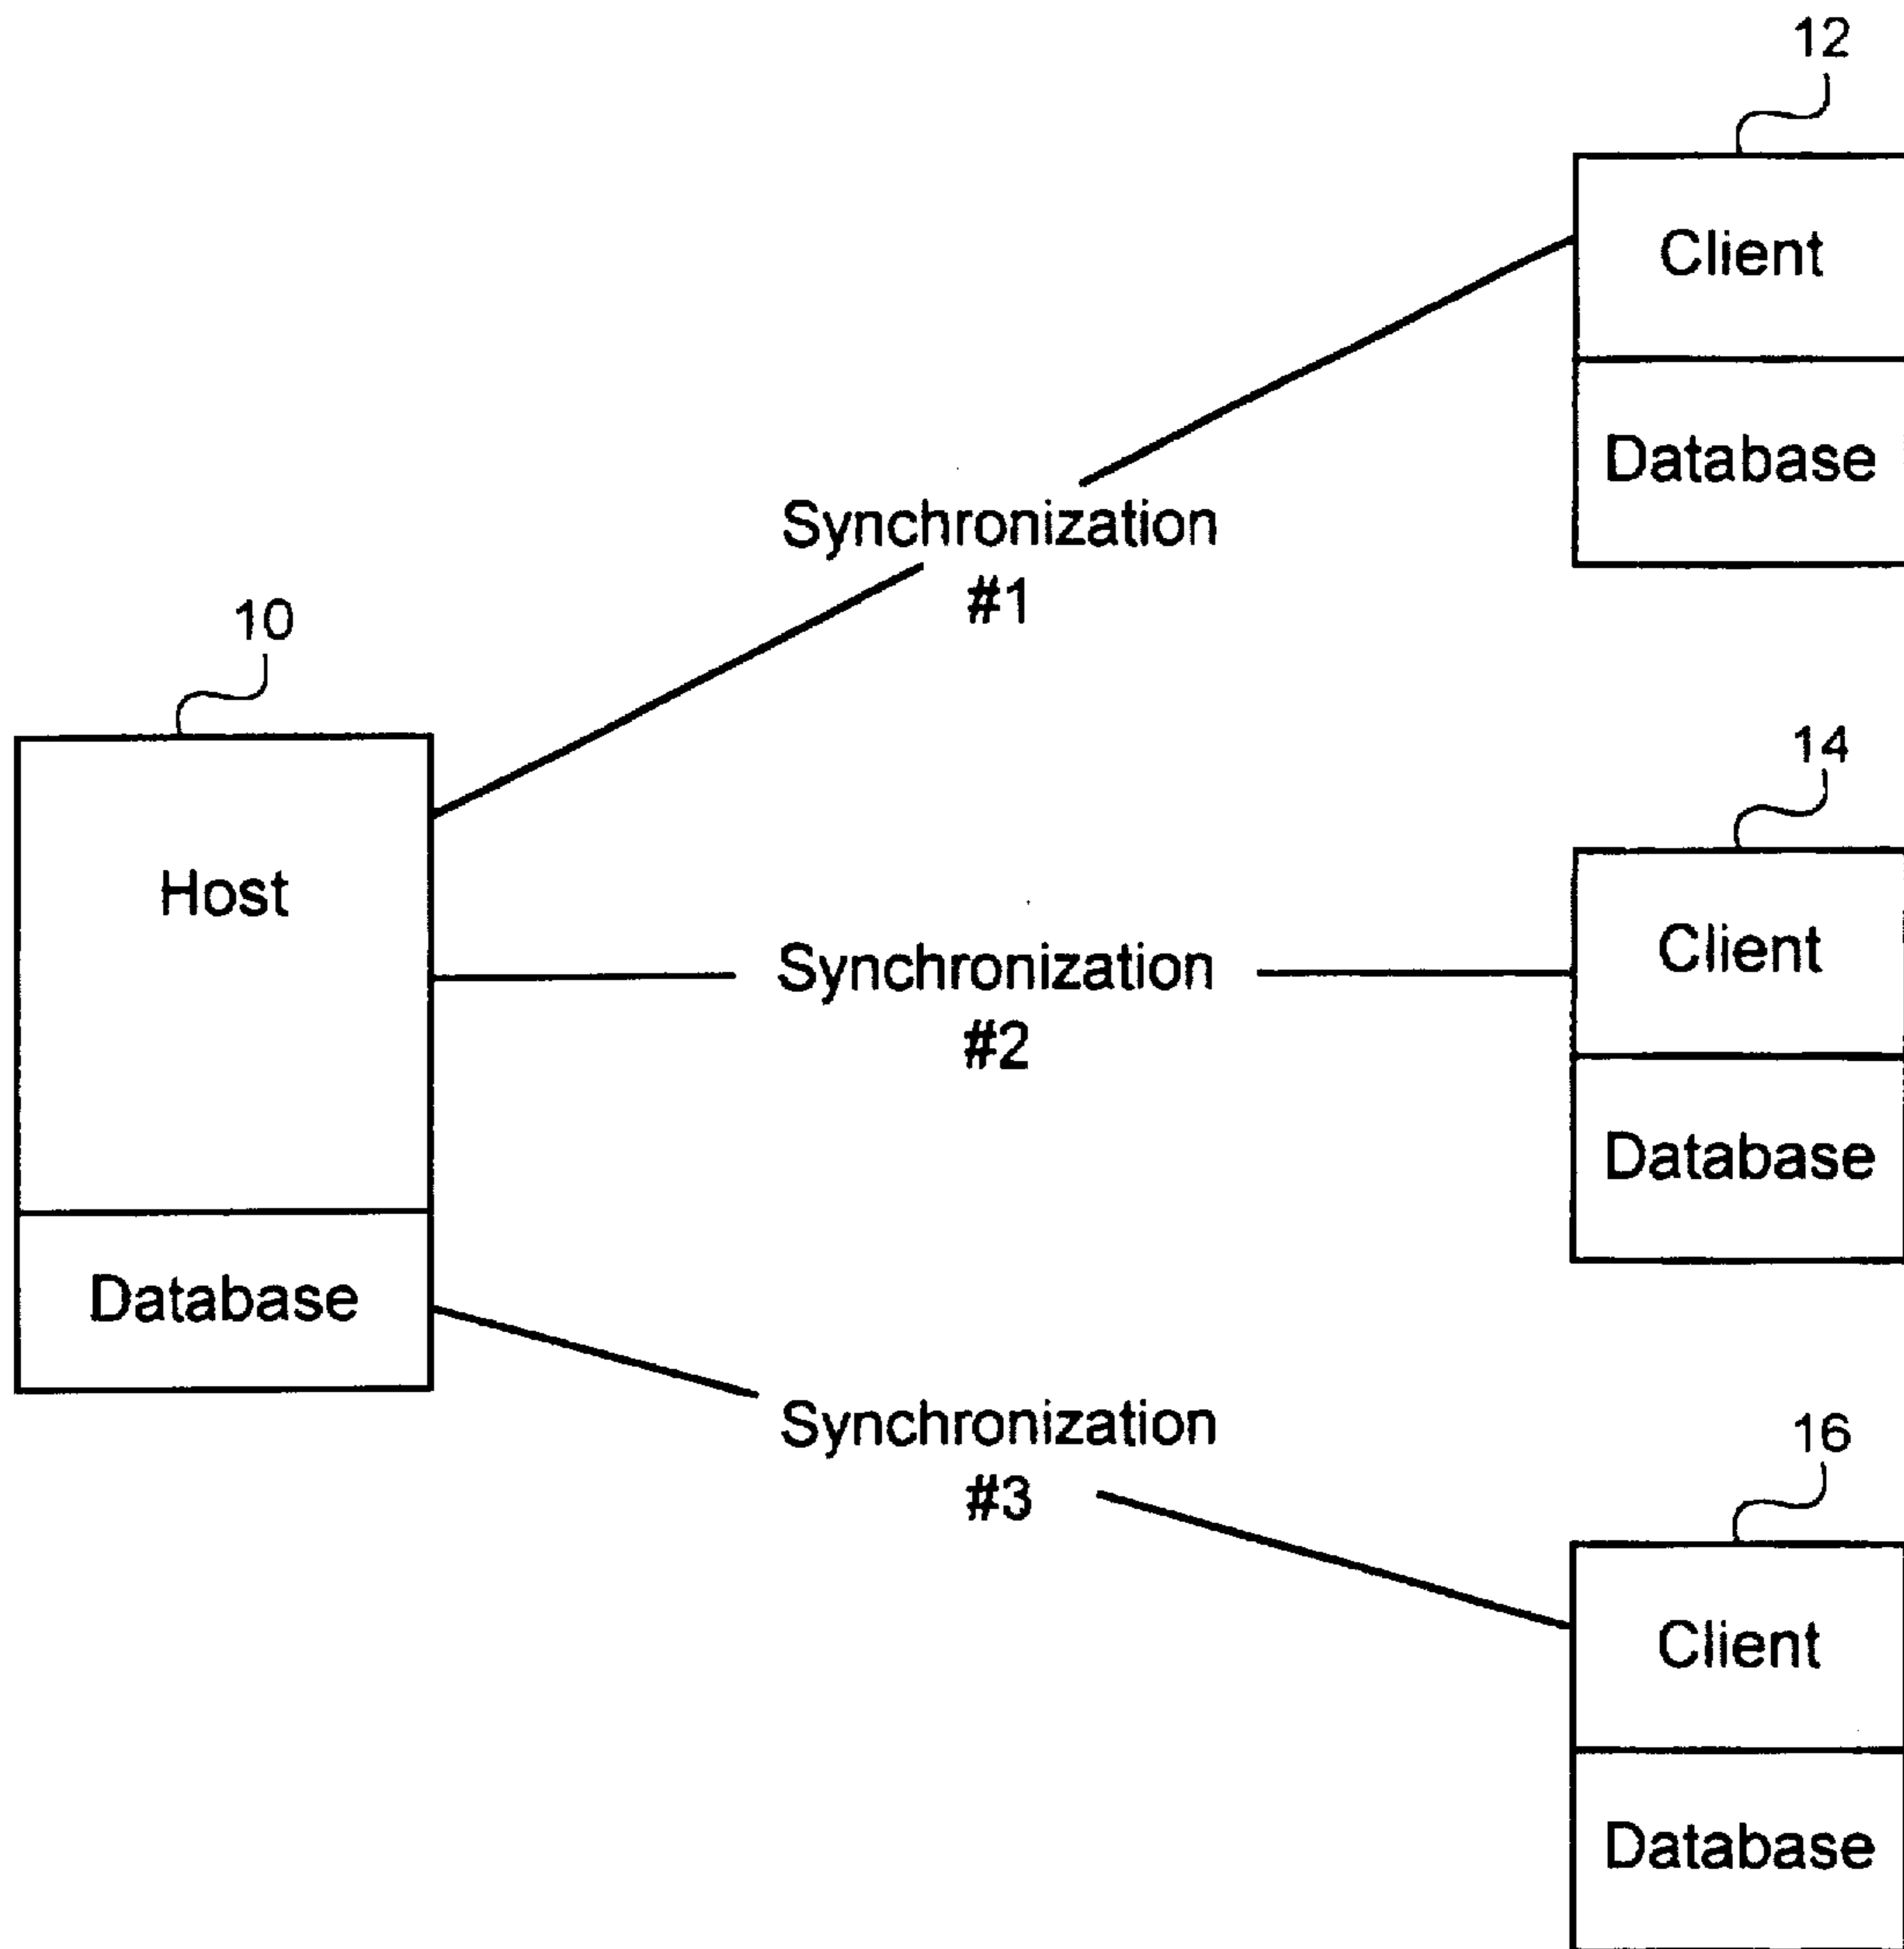 12
Client
Database
Synchronization
#1
10
Host
Database
14
Synchronization
#2
Client
Database
Synchronization
#3
16
Client
Database